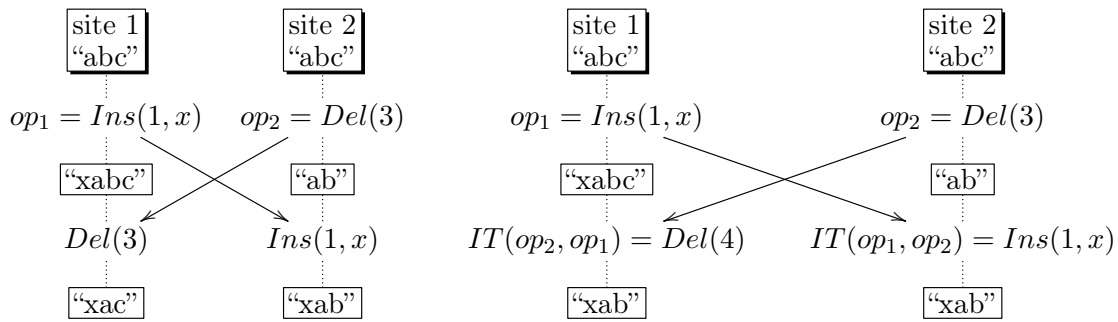 site 1 site 2 site 1 site 2
“abc” “abc” “abc” “abc”
op₁ = Ins(1, x) op₂ = Del(3) op₁ = Ins(1, x) op₂ = Del(3)
“xabc” “ab” “xabc” “ab”
Del(3) Ins(1, x) IT(op₂, op₁) = Del(4) IT(op₁, op₂) = Ins(1, x)
“xac” “xab” “xab” “xab”